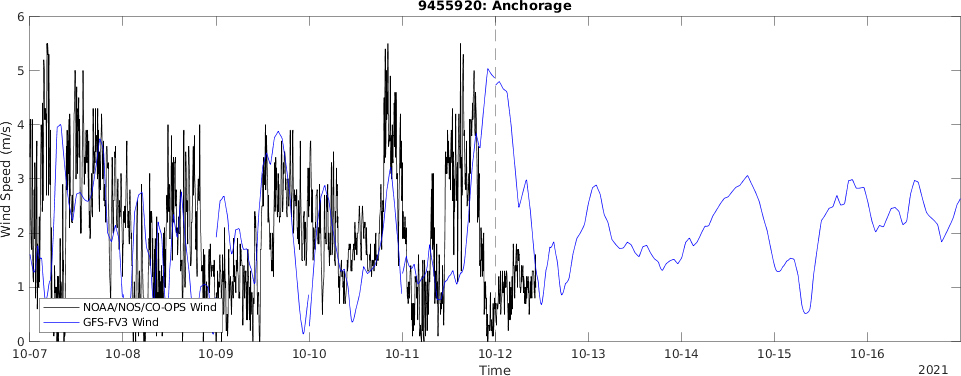 9455920: Anchorage
6
5
4
3
2
1
0
Wind Speed (m/s)
NOAA/NOS/CO-OPS Wind
GFS-FV3 Wind
10-07 10-08 10-09 10-10 10-11 10-12 10-13 10-14 10-15 10-16
Time
2021